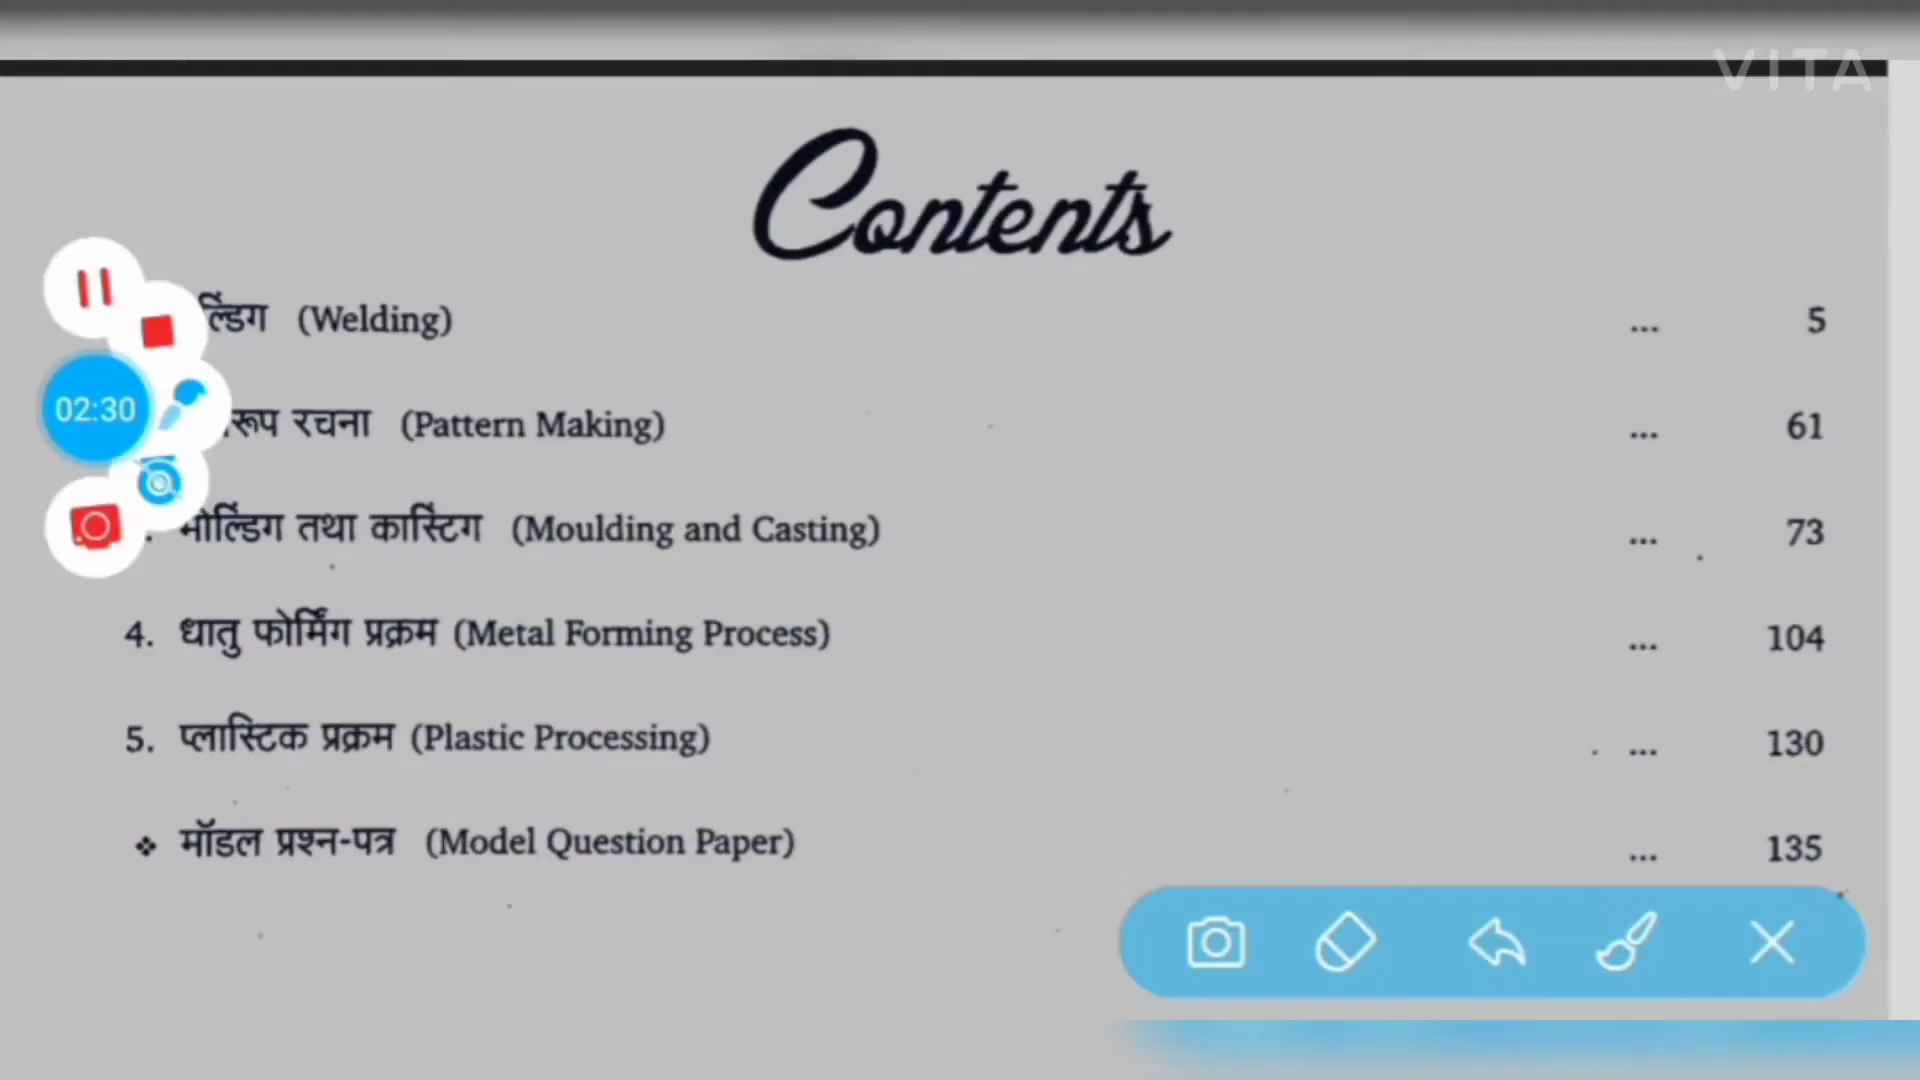 VITA
Contents
(Welding) ... 5
रचना (Pattern Making) ... 61
मोल्डिंग तथा कास्टिंग (Moulding and Casting) ... 73
4. धातु फोर्मिंग प्रक्रम (Metal Forming Process) ... 104
5. प्लास्टिक प्रक्रम (Plastic Processing) ... 130
❖ मॉडल प्रश्न-पत्र (Model Question Paper) ... 135
02:30